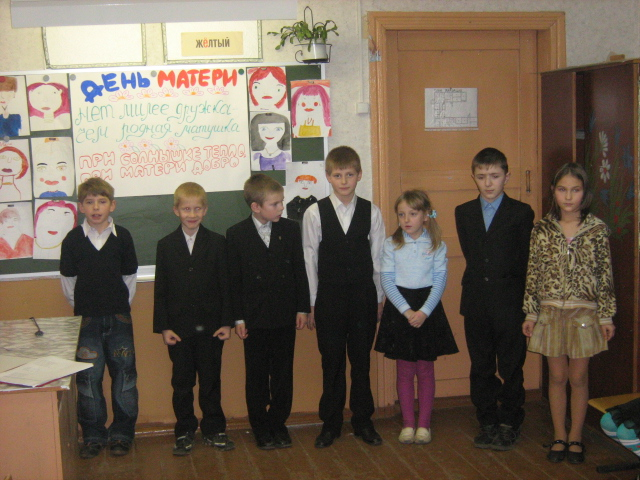 жёлтый
ДЕНЬ МАТЕРИ
Нет милее дружка
чем родная матушка
ПРИ СОЛНЫШКЕ ТЕПЛО
ПРИ МАТЕРИ ДОБРО